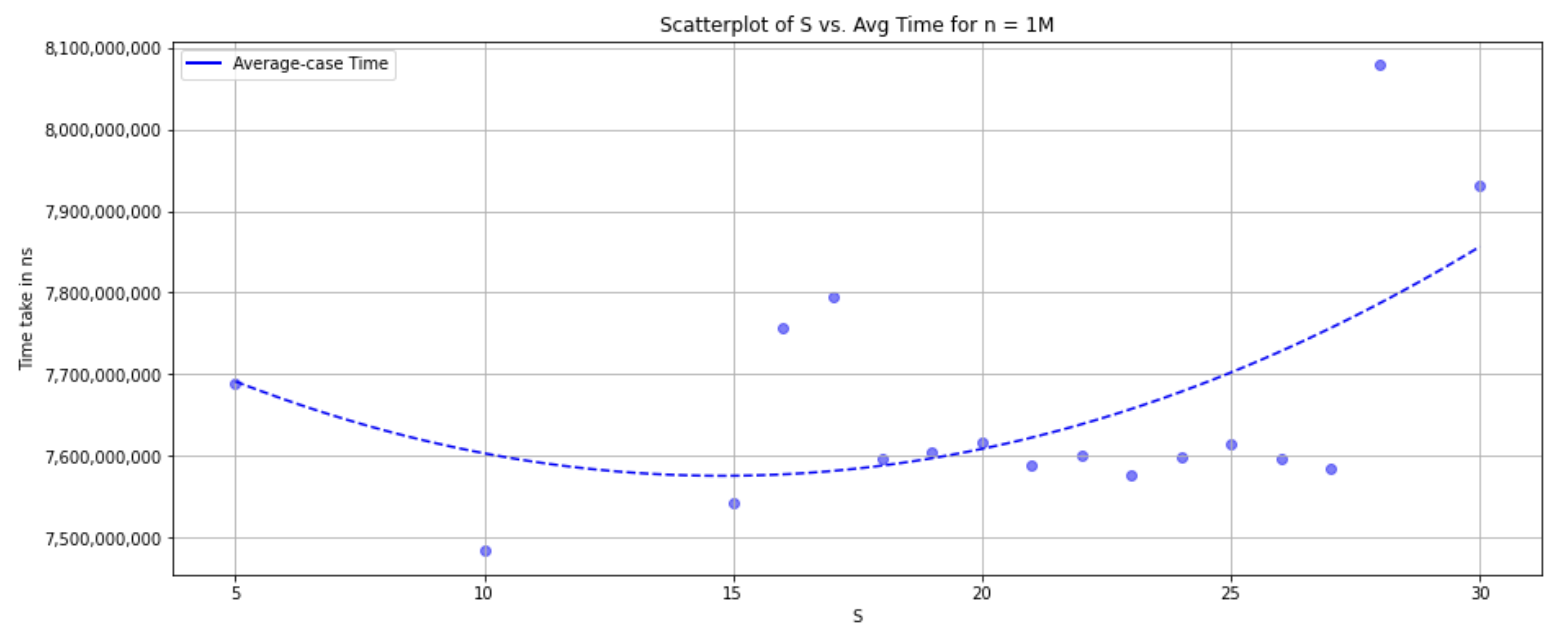 Scatterplot of S vs. Avg Time for n = 1M
Average-case Time
8,100,000,000
8,000,000,000
7,900,000,000
7,800,000,000
7,700,000,000
7,600,000,000
7,500,000,000
Time take in ns
5 10 15 20 25 30
S